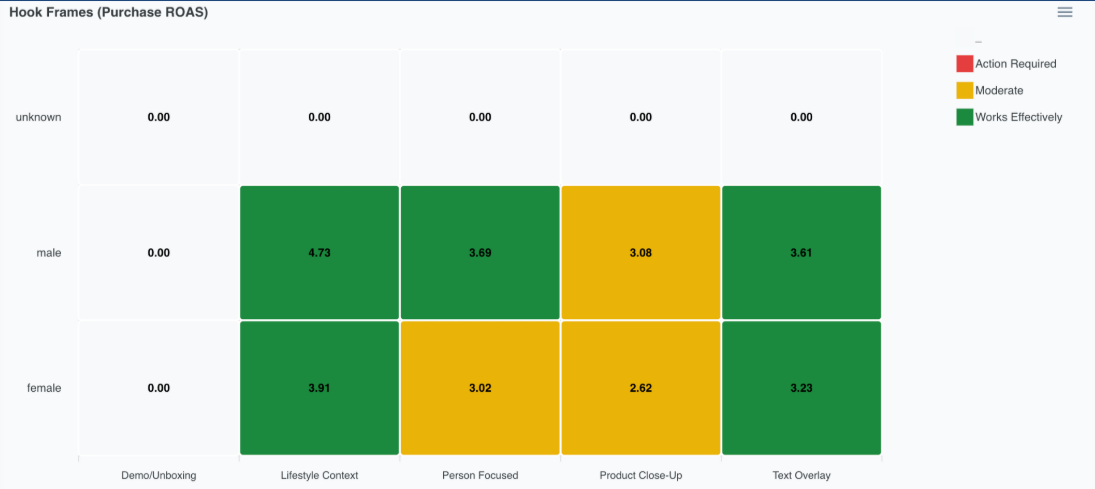 Hook Frames (Purchase ROAS)
–
Action Required
Moderate
Works Effectively
unknown 0.00 0.00 0.00 0.00 0.00
male 0.00 4.73 3.69 3.08 3.61
female 0.00 3.91 3.02 2.62 3.23
Demo/Unboxing Lifestyle Context Person Focused Product Close-Up Text Overlay